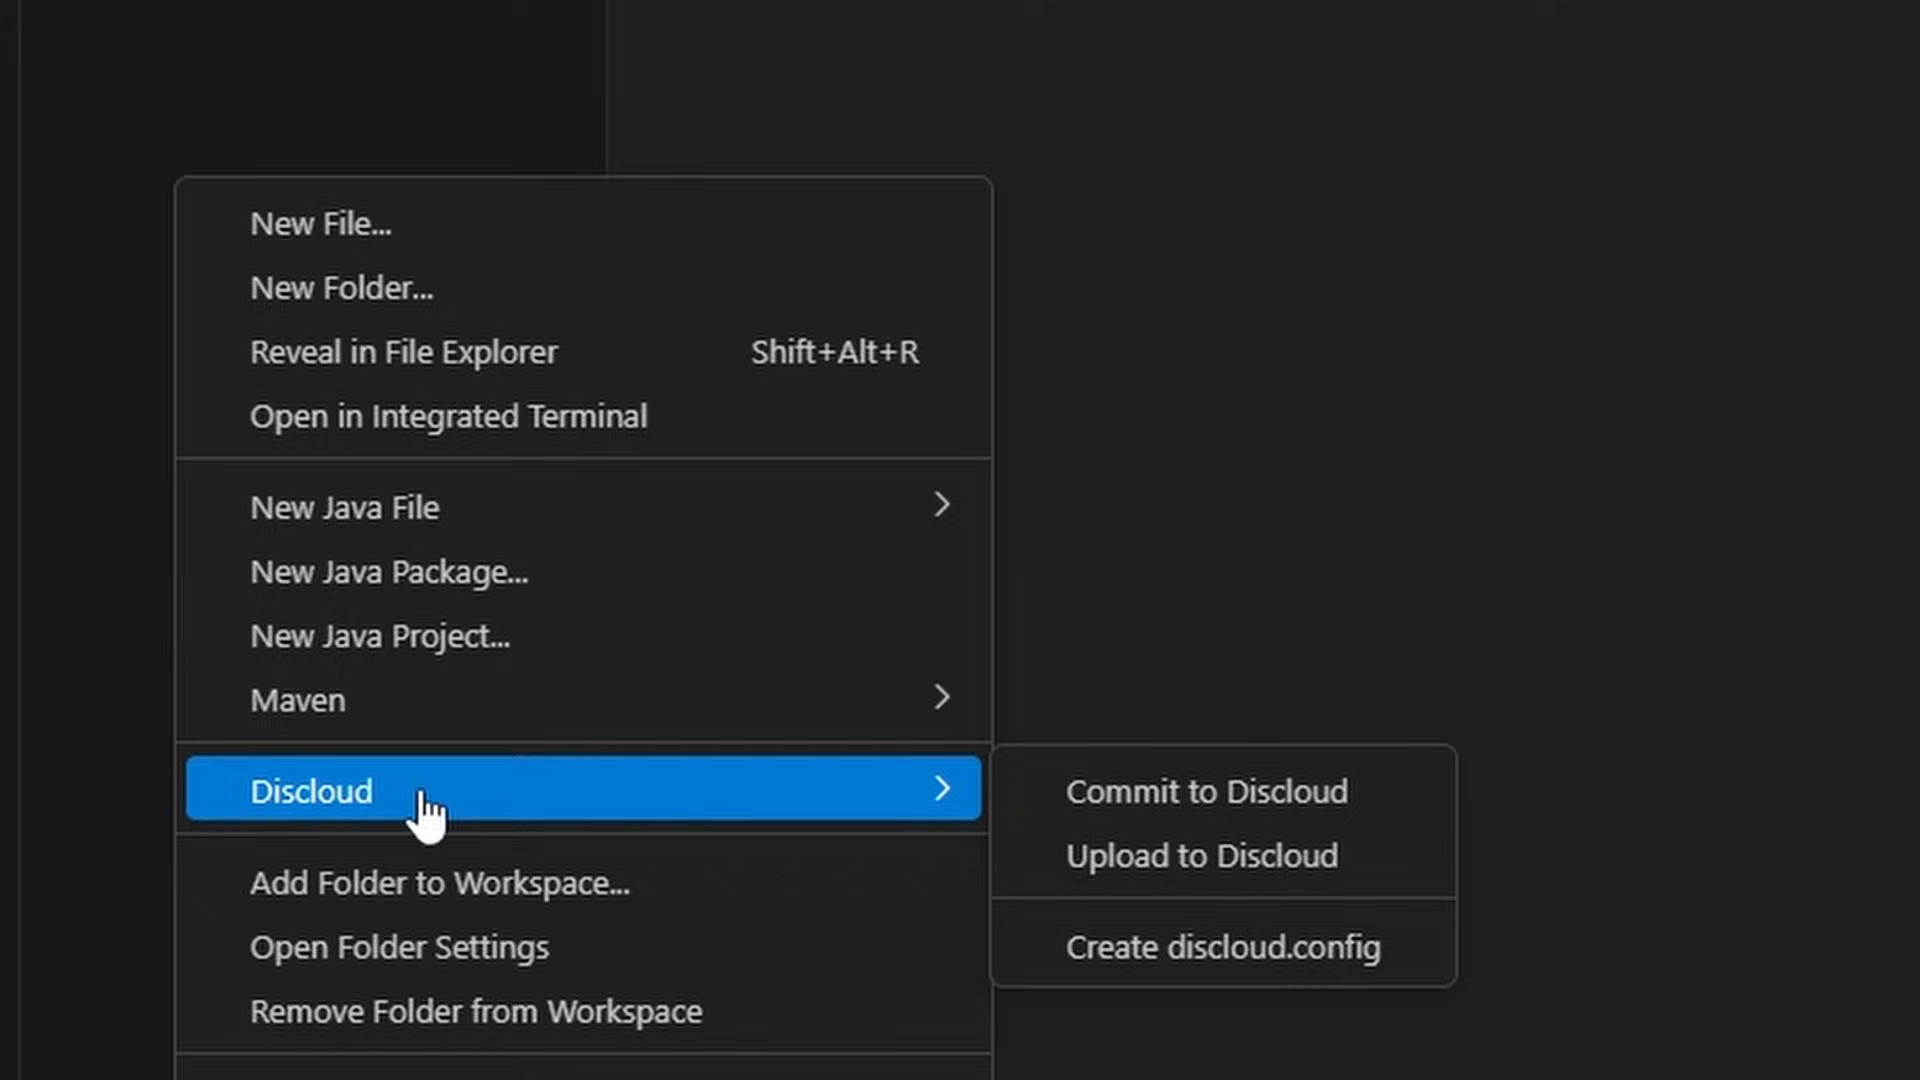 New File...
New Folder...
Reveal in File Explorer Shift+Alt+R
Open in Integrated Terminal
New Java File
New Java Package...
New Java Project...
Maven
Discloud
Commit to Discloud
Upload to Discloud
Create discloud.config
Add Folder to Workspace...
Open Folder Settings
Remove Folder from Workspace